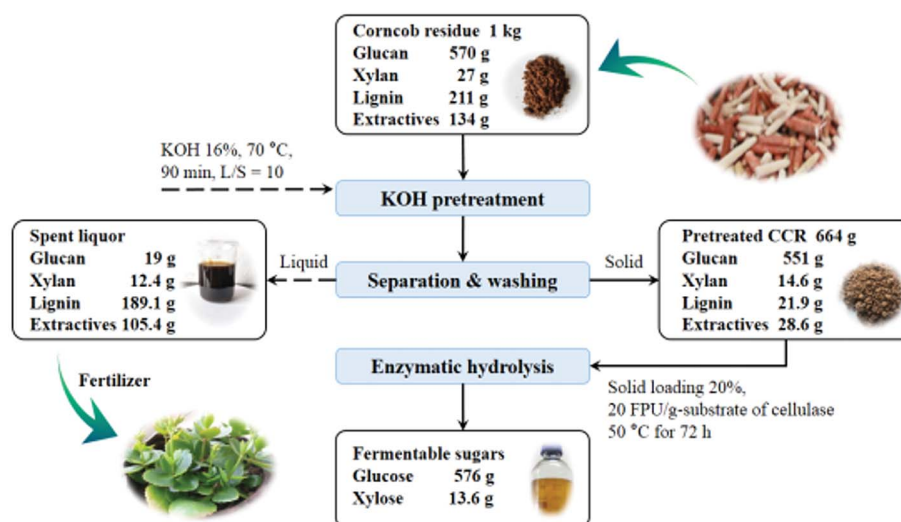 Corncob residue 1 kg
Glucan 570 g
Xylan 27 g
Lignin 211 g
Extractives 134 g
KOH 16%, 70 °C,
90 min, L/S = 10
KOH pretreatment
Spent liquor
Glucan 19 g
Xylan 12.4 g
Lignin 189.1 g
Extractives 105.4 g
Liquid
Separation & washing
Solid
Pretreated CCR 664 g
Glucan 551 g
Xylan 14.6 g
Lignin 21.9 g
Extractives 28.6 g
Fertilizer
Enzymatic hydrolysis
Solid loading 20%,
20 FPU/g-substrate of cellulase
50 °C for 72 h
Fermentable sugars
Glucose 576 g
Xylose 13.6 g